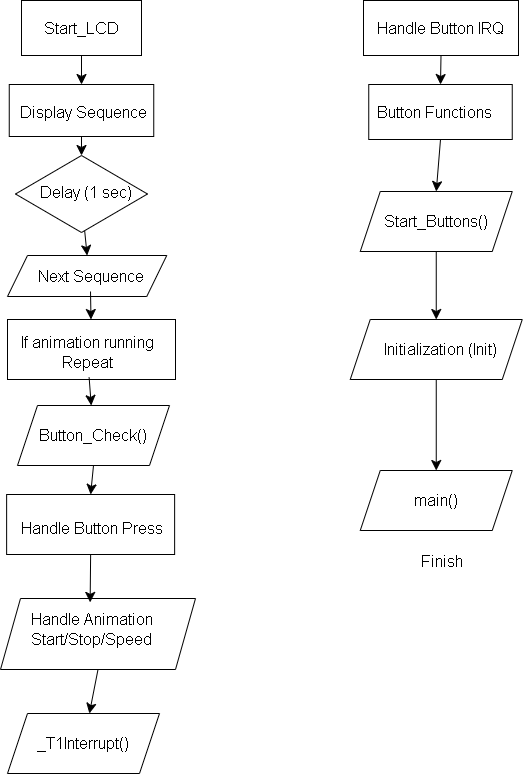 Start_LCD
Display Sequence
Delay (1 sec)
Next Sequence
If animation running
Repeat
Button_Check()
Handle Button Press
Handle Animation
Start/Stop/Speed
_T1Interrupt()
Handle Button IRQ
Button Functions
Start_Buttons()
Initialization (Init)
main()
Finish